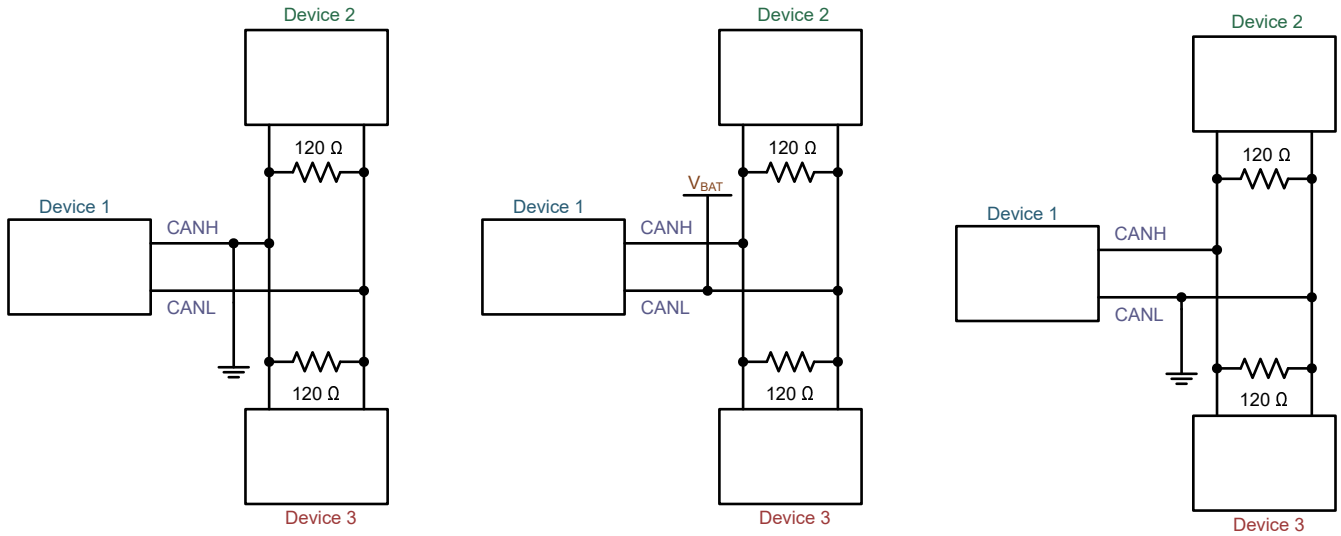 Device 2
120 Ω
Device 1
CANH
CANL
120 Ω
Device 3
Device 2
120 Ω
VBAT
Device 1
CANH
CANL
120 Ω
Device 3
Device 2
120 Ω
Device 1
CANH
CANL
120 Ω
Device 3